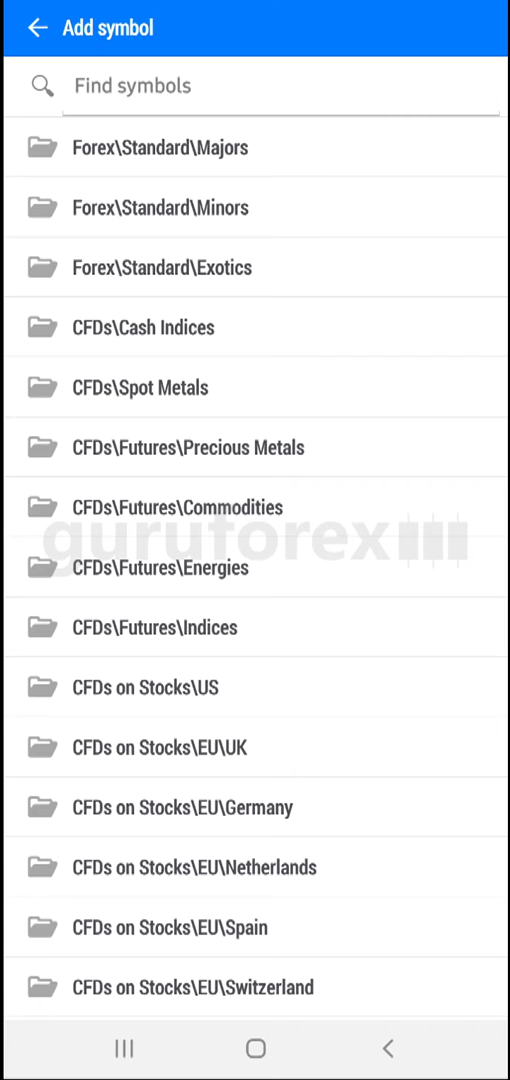 Add symbol
Find symbols
Forex\Standard\Majors
Forex\Standard\Minors
Forex\Standard\Exotics
CFDs\Cash Indices
CFDs\Spot Metals
CFDs\Futures\Precious Metals
CFDs\Futures\Commodities
guruforex
CFDs\Futures\Energies
CFDs\Futures\Indices
CFDs on Stocks\US
CFDs on Stocks\EU\UK
CFDs on Stocks\EU\Germany
CFDs on Stocks\EU\Netherlands
CFDs on Stocks\EU\Spain
CFDs on Stocks\EU\Switzerland